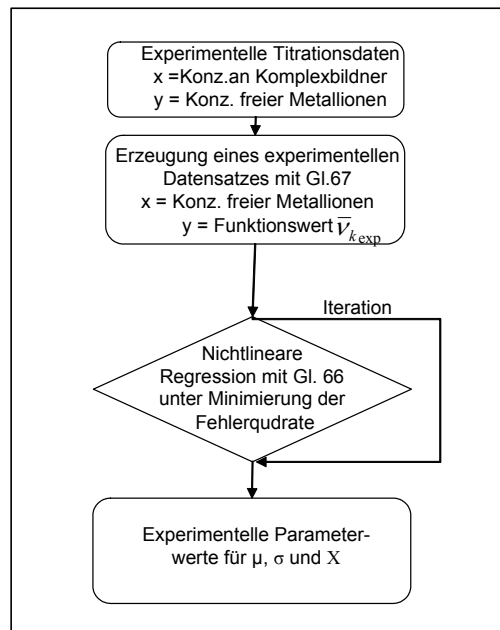 Experimentelle Titrationsdaten
x =Konz.an Komplexbildner
y = Konz. freier Metallionen
Erzeugung eines experimentellen
Datensatzes mit Gl.67
x = Konz. freier Metallionen
y = Funktionswert ν̅ₖ exp
Iteration
Nichtlineare
Regression mit Gl. 66
unter Minimierung der
Fehlerqudrate
Experimentelle Parameter-
werte für µ, σ und X